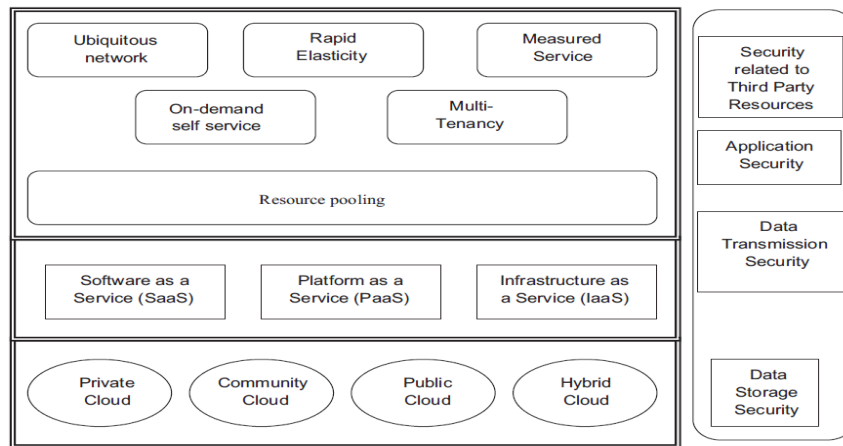 Ubiquitous
network
Rapid
Elasticity
Measured
Service
On-demand
self service
Multi-
Tenancy
Resource pooling
Software as a
Service (SaaS)
Platform as a
Service (PaaS)
Infrastructure as
a Service (IaaS)
Private
Cloud
Community
Cloud
Public
Cloud
Hybrid
Cloud
Security
related to
Third Party
Resources
Application
Security
Data
Transmission
Security
Data
Storage
Security